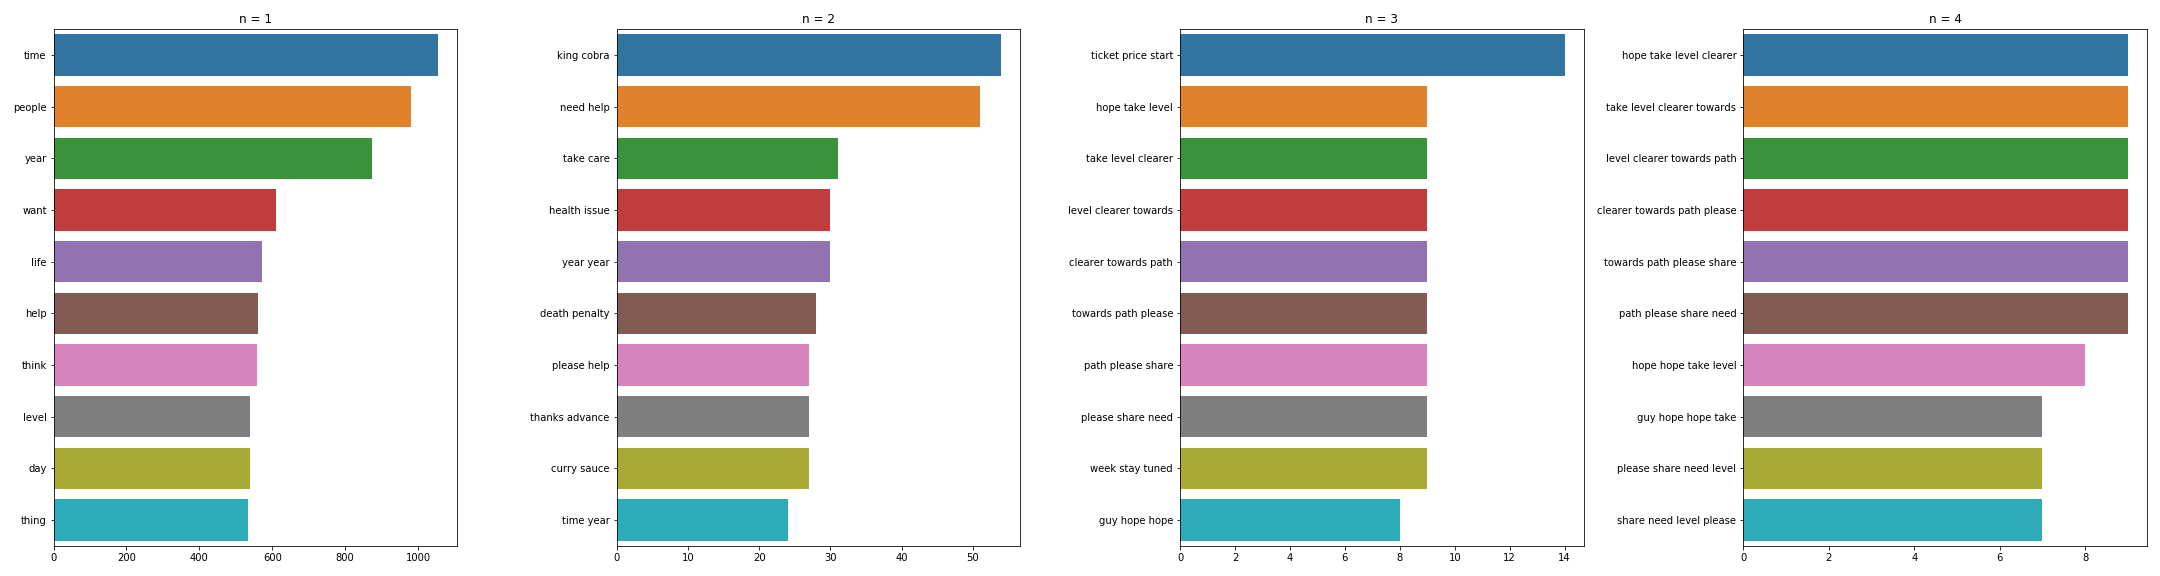 n = 1
time
people
year
want
life
help
think
level
day
thing
0 200 400 600 800 1000
n = 2
king cobra
need help
take care
health issue
year year
death penalty
please help
thanks advance
curry sauce
time year
0 10 20 30 40 50
n = 3
ticket price start
hope take level
take level clearer
level clearer towards
clearer towards path
towards path please
path please share
please share need
week stay tuned
guy hope hope
0 2 4 6 8 10 12 14
n = 4
hope take level clearer
take level clearer towards
level clearer towards path
clearer towards path please
towards path please share
path please share need
hope hope take level
guy hope hope take
please share need level
share need level please
0 2 4 6 8